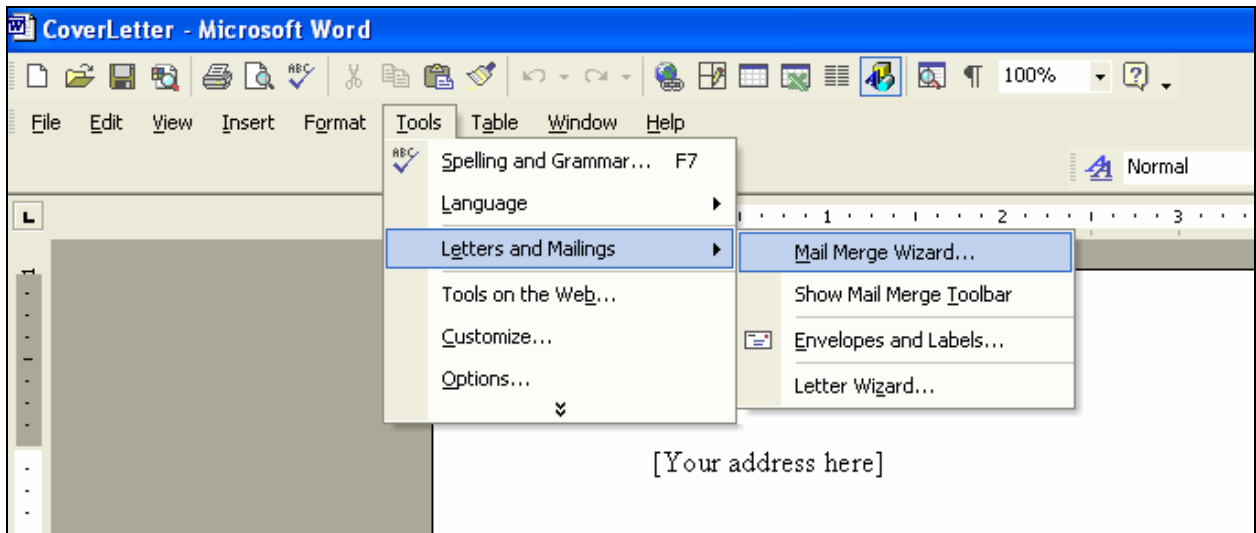 CoverLetter - Microsoft Word
ABC 100%
File Edit View Insert Format Tools Table Window Help
ABC Spelling and Grammar... F7
Normal
Language
1 2 3
Letters and Mailings
Mail Merge Wizard...
Tools on the Web...
Show Mail Merge Toolbar
Customize...
Envelopes and Labels...
Options...
Letter Wizard...
[Your address here]